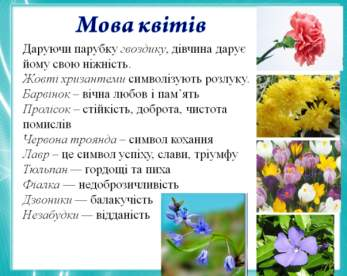 Мова квітів
Даруючи парубку гвоздику, дівчина дарує
йому свою ніжність.
Жовті хризантеми символізують розлуку.
Барвінок – вічна любов і пам'ять
Пролісок – стійкість, доброта, чистота
помислів
Червона троянда – символ кохання
Лавр – це символ успіху, слави, тріумфу
Тюльпан — гордощі та пиха
Фіалка — недоброзичливість
Дзвоники — балакучість
Незабудки — відданість